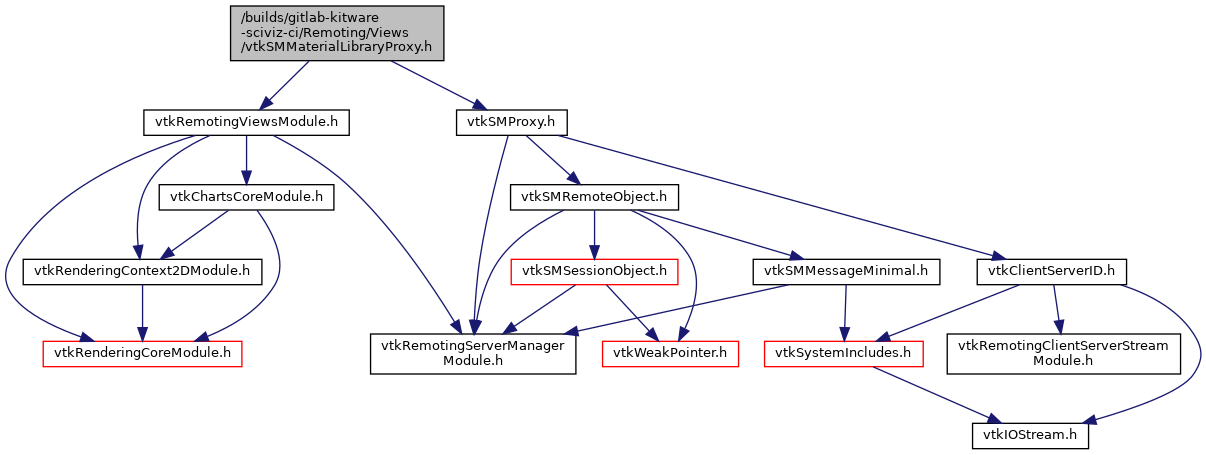 /builds/gitlab-kitware
-sciviz-ci/Remoting/Views
/vtkSMMaterialLibraryProxy.h
vtkRemotingViewsModule.h
vtkSMProxy.h
vtkChartsCoreModule.h
vtkSMRemoteObject.h
vtkRenderingContext2DModule.h
vtkSMSessionObject.h
vtkSMMessageMinimal.h
vtkClientServerID.h
vtkRenderingCoreModule.h
vtkRemotingServerManager
Module.h
vtkWeakPointer.h
vtkSystemIncludes.h
vtkRemotingClientServerStream
Module.h
vtkIOStream.h